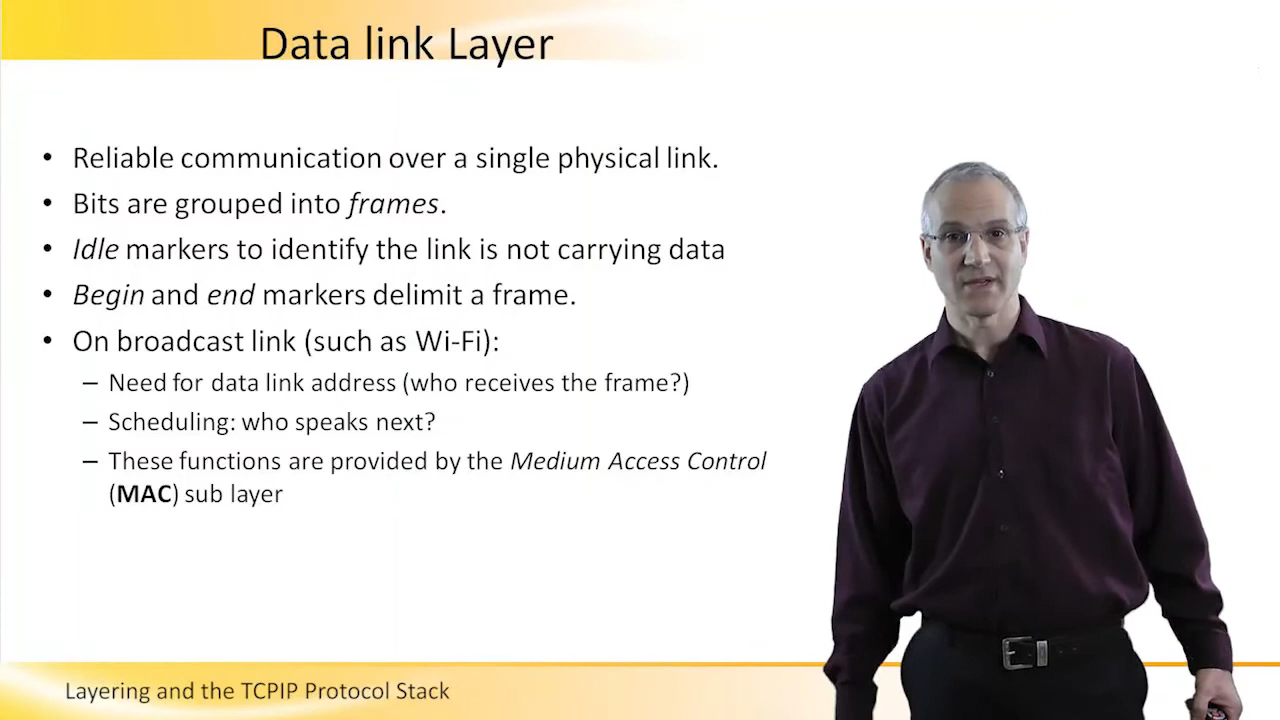 Data link Layer
• Reliable communication over a single physical link.
• Bits are grouped into frames.
• Idle markers to identify the link is not carrying data
• Begin and end markers delimit a frame.
• On broadcast link (such as Wi-Fi):
– Need for data link address (who receives the frame?)
– Scheduling: who speaks next?
– These functions are provided by the Medium Access Control
(MAC) sub layer
Layering and the TCPIP Protocol Stack